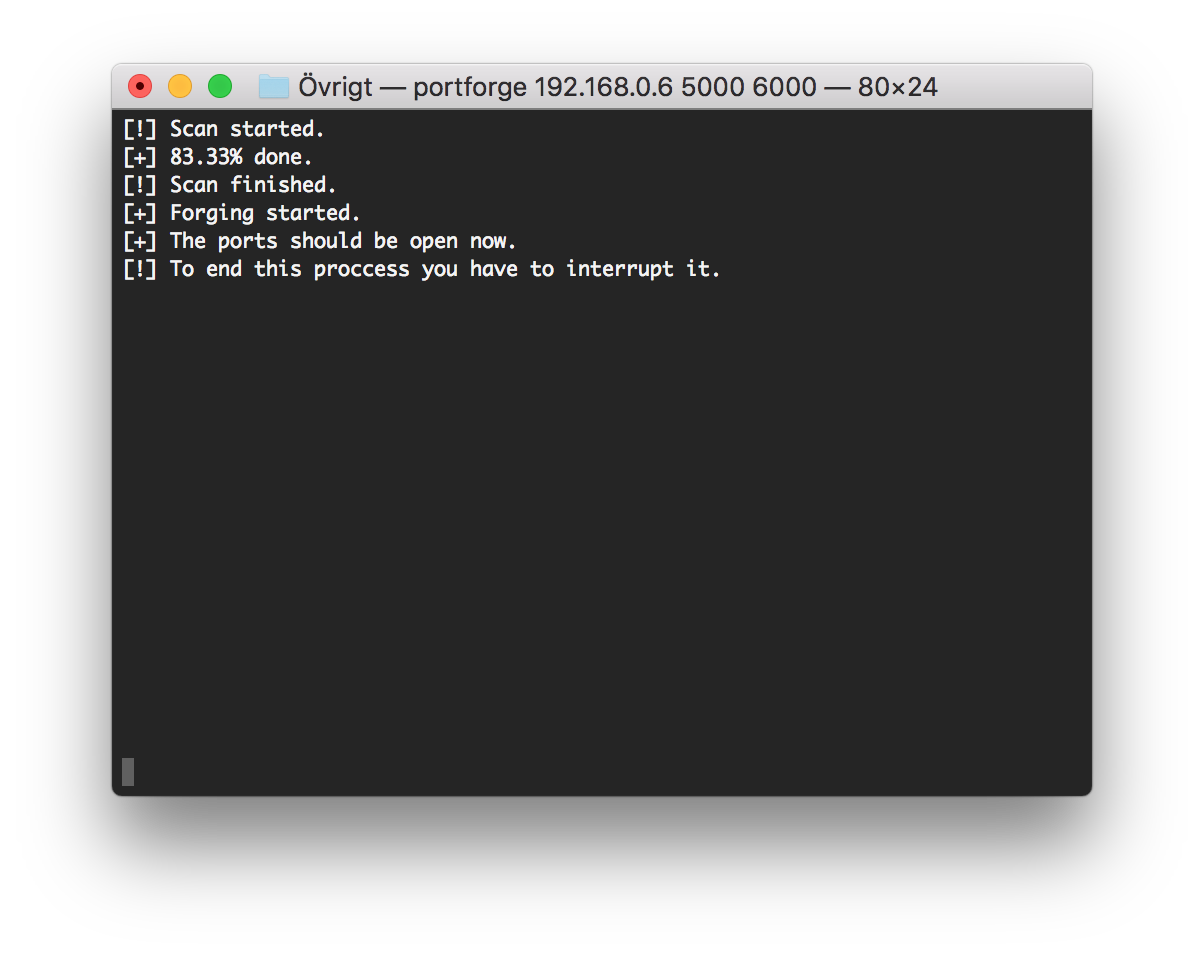 Övrigt — portforge 192.168.0.6 5000 6000 — 80×24
[!] Scan started.
[+] 83.33% done.
[!] Scan finished.
[+] Forging started.
[+] The ports should be open now.
[!] To end this proccess you have to interrupt it.